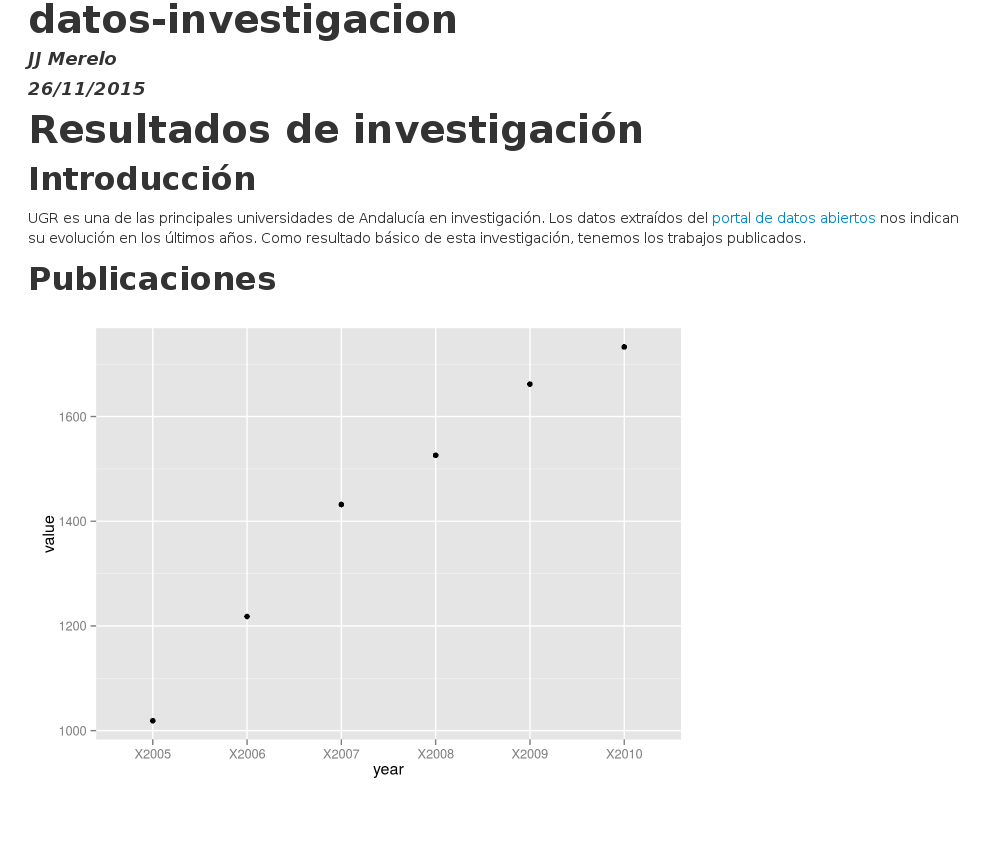 datos-investigacion
JJ Merelo
26/11/2015
Resultados de investigación
Introducción
UGR es una de las principales universidades de Andalucía en investigación. Los datos extraídos del portal de datos abiertos nos indican
su evolución en los últimos años. Como resultado básico de esta investigación, tenemos los trabajos publicados.
Publicaciones
1600
1400
1200
1000
value
X2005 X2006 X2007 X2008 X2009 X2010
year